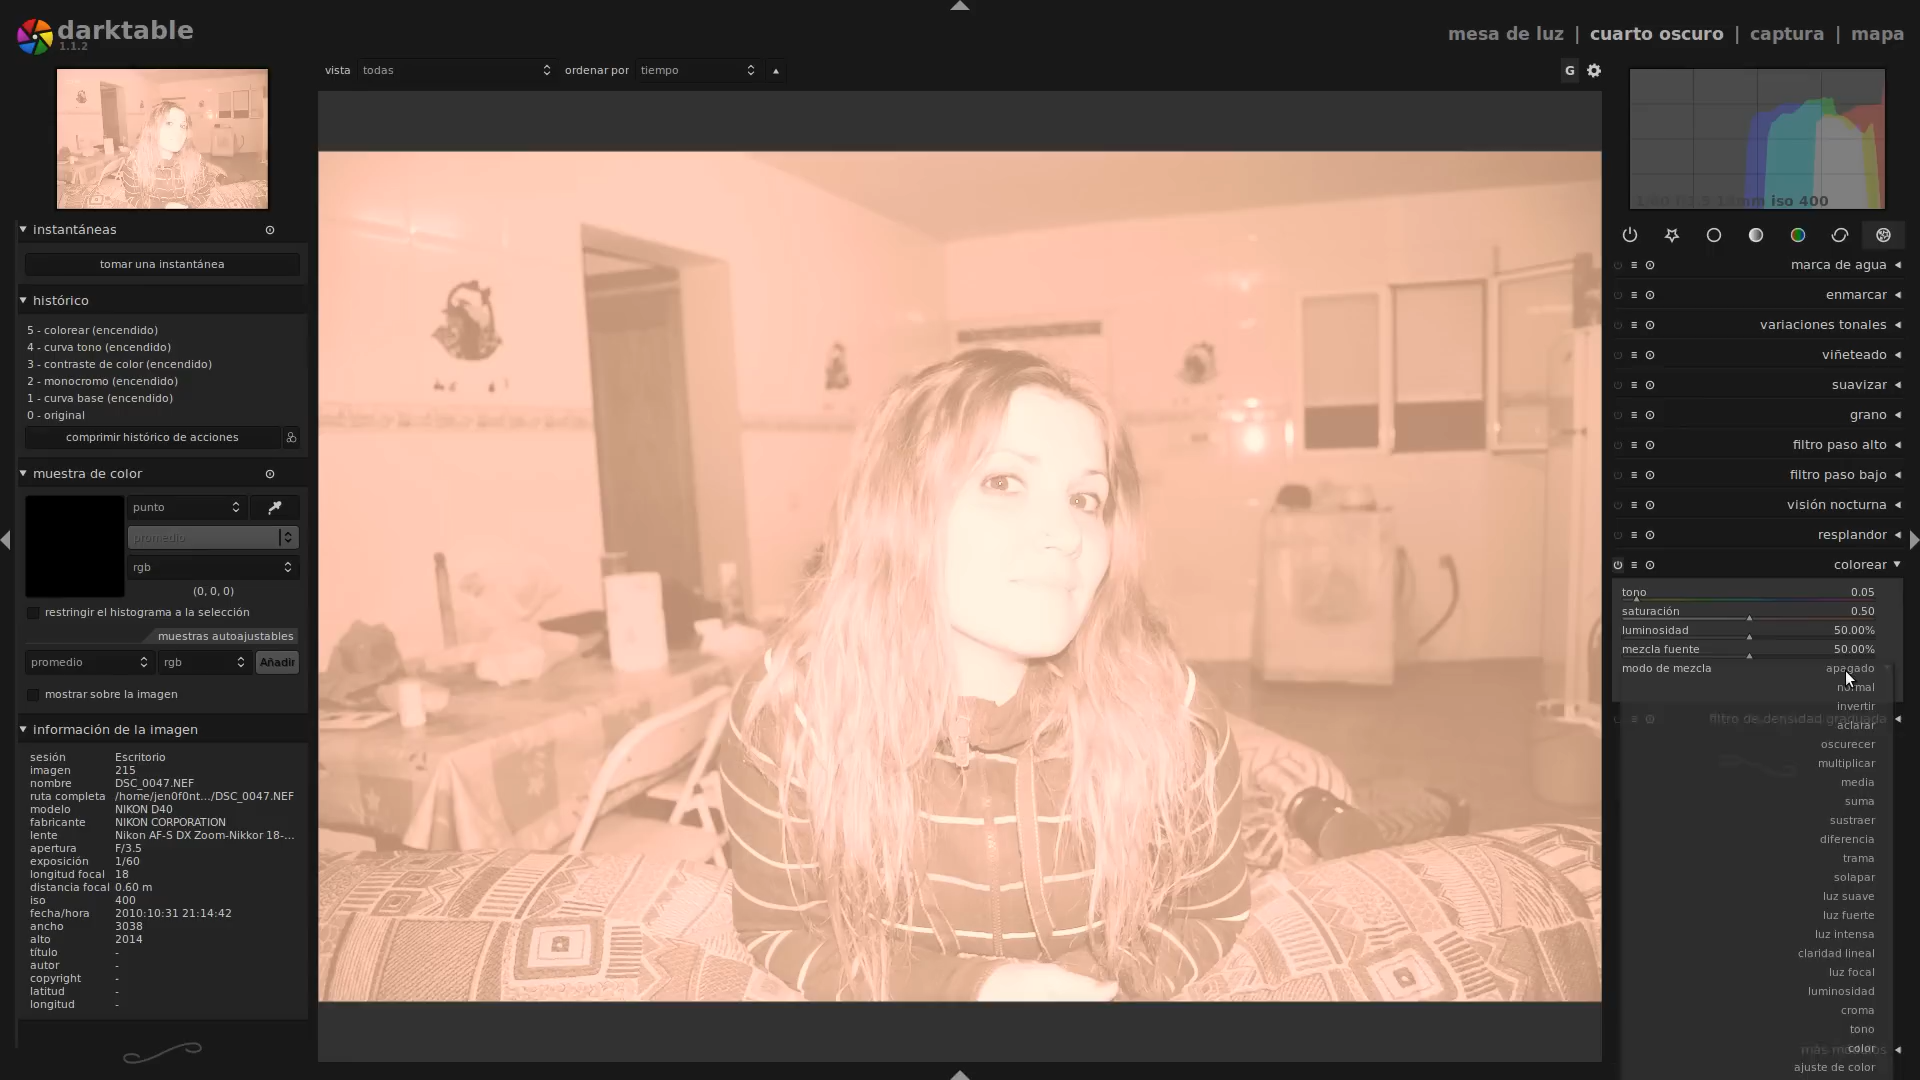 darktable
1.1.2
mesa de luz | cuarto oscuro | captura | mapa
vista todas ordenar por tiempo
G
instantáneas
tomar una instantánea
histórico
5 - colorear (encendido)
4 - curva tono (encendido)
3 - contraste de color (encendido)
2 - monocromo (encendido)
1 - curva base (encendido)
0 - original
comprimir histórico de acciones
muestra de color
punto
promedio
rgb
(0, 0, 0)
restringir el histograma a la selección
muestras autoajustables
promedio rgb Añadir
mostrar sobre la imagen
información de la imagen
sesión Escritorio
imagen 215
nombre DSC_0047.NEF
ruta completa /home/jen0f0nt.../DSC_0047.NEF
modelo NIKON D40
fabricante NIKON CORPORATION
lente Nikon AF-S DX Zoom-Nikkor 18-...
apertura F/3.5
exposición 1/60
longitud focal 18
distancia focal 0.60 m
iso 400
fecha/hora 2010:10:31 21:14:42
ancho 3038
alto 2014
título -
autor -
copyright -
latitud -
longitud -
iso 400
marca de agua
enmarcar
variaciones tonales
viñeteado
suavizar
grano
filtro paso alto
filtro paso bajo
visión nocturna
resplandor
colorear
tono 0.05
saturación 0.50
luminosidad 50.00%
mezcla fuente 50.00%
modo de mezcla apagado
normal
invertir
filtro de densidad graduada
aclarar
oscurecer
multiplicar
media
suma
sustraer
diferencia
trama
solapar
luz suave
luz fuerte
luz intensa
claridad lineal
luz focal
luminosidad
croma
tono
color
ajuste de color